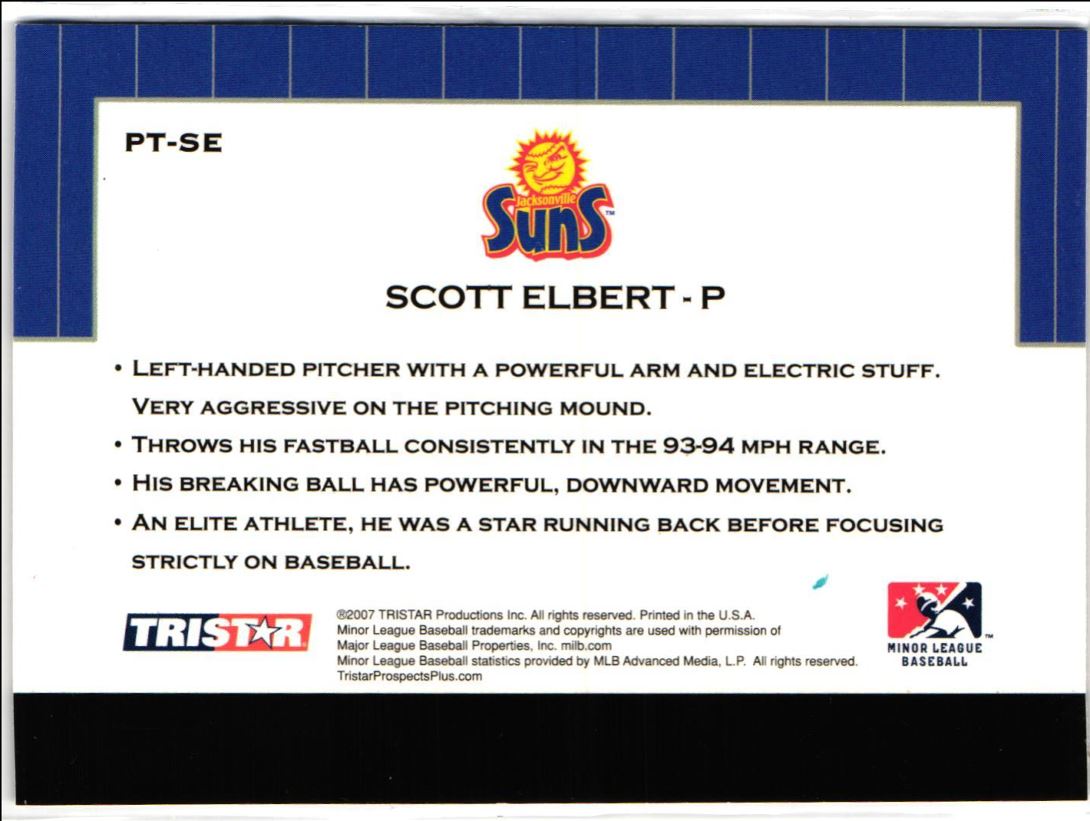 PT-SE
Jacksonville
Suns™
SCOTT ELBERT - P
• LEFT-HANDED PITCHER WITH A POWERFUL ARM AND ELECTRIC STUFF.
VERY AGGRESSIVE ON THE PITCHING MOUND.
• THROWS HIS FASTBALL CONSISTENTLY IN THE 93-94 MPH RANGE.
• HIS BREAKING BALL HAS POWERFUL, DOWNWARD MOVEMENT.
• AN ELITE ATHLETE, HE WAS A STAR RUNNING BACK BEFORE FOCUSING
STRICTLY ON BASEBALL.
TRISTAR®
®2007 TRISTAR Productions Inc. All rights reserved. Printed in the U.S.A.
Minor League Baseball trademarks and copyrights are used with permission of
Major League Baseball Properties, Inc. milb.com
Minor League Baseball statistics provided by MLB Advanced Media, L.P. All rights reserved.
TristarProspectsPlus.com
MINOR LEAGUE™
BASEBALL